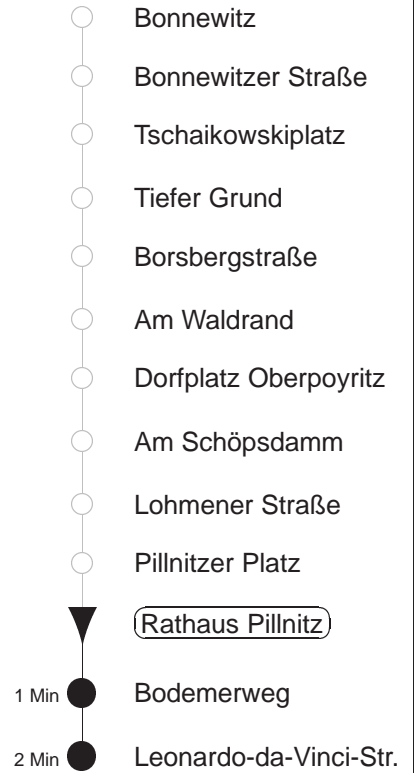 Bonnewitz
Bonnewitzer Straße
Tschaikowskiplatz
Tiefer Grund
Borsbergstraße
Am Waldrand
Dorfplatz Oberpoyritz
Am Schöpsdamm
Lohmener Straße
Pillnitzer Platz
Rathaus Pillnitz
1 Min Bodemerweg
2 Min Leonardo-da-Vinci-Str.